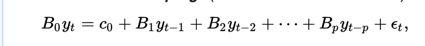 B₀yₜ = c₀ + B₁yₜ₋₁ + B₂yₜ₋₂ + ⋯ + Bₚyₜ₋ₚ + ϵₜ,